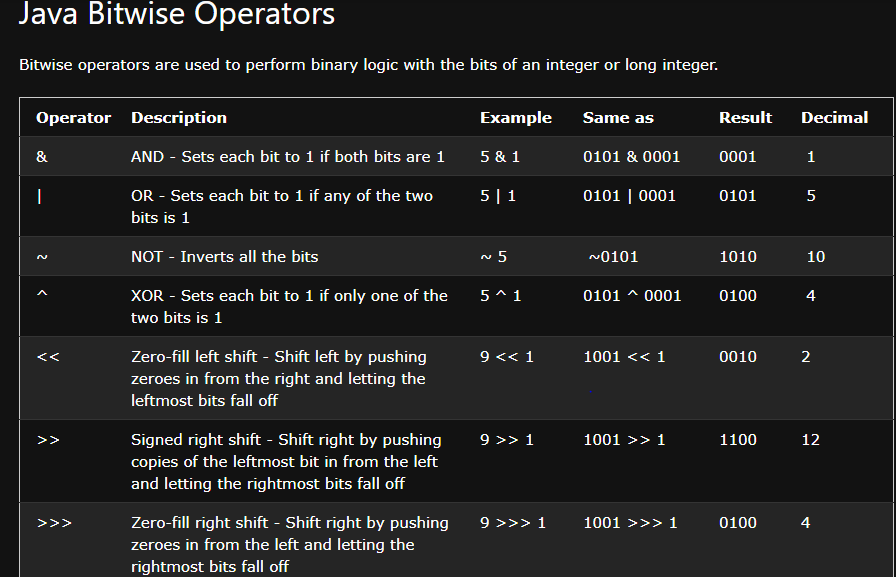 Java Bitwise Operators
Bitwise operators are used to perform binary logic with the bits of an integer or long integer.
Operator Description Example Same as Result Decimal
& AND - Sets each bit to 1 if both bits are 1 5 & 1 0101 & 0001 0001 1
| OR - Sets each bit to 1 if any of the two 5 | 1 0101 | 0001 0101 5
bits is 1
~ NOT - Inverts all the bits ~ 5 ~0101 1010 10
^ XOR - Sets each bit to 1 if only one of the 5 ^ 1 0101 ^ 0001 0100 4
two bits is 1
<< Zero-fill left shift - Shift left by pushing 9 << 1 1001 << 1 0010 2
zeroes in from the right and letting the
leftmost bits fall off
>> Signed right shift - Shift right by pushing 9 >> 1 1001 >> 1 1100 12
copies of the leftmost bit in from the left
and letting the rightmost bits fall off
>>> Zero-fill right shift - Shift right by pushing 9 >>> 1 1001 >>> 1 0100 4
zeroes in from the left and letting the
rightmost bits fall off